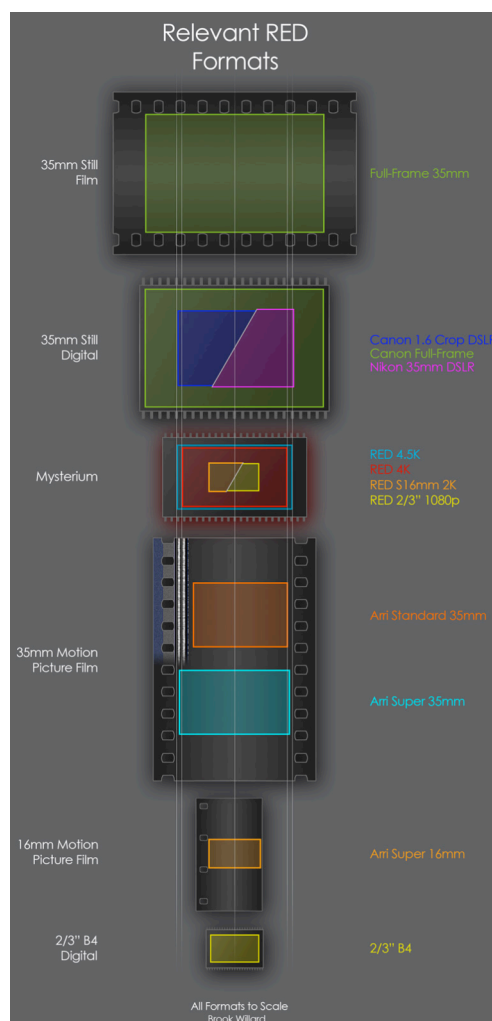 Relevant RED
Formats
35mm Still
Film
Full-Frame 35mm
35mm Still
Digital
Canon 1.6 Crop DSLR
Canon Full-Frame
Nikon 35mm DSLR
Mysterium
RED 4.5K
RED 4K
RED S16mm 2K
RED 2/3" 1080p
Arri Standard 35mm
35mm Motion
Picture Film
Arri Super 35mm
16mm Motion
Picture Film
Arri Super 16mm
2/3" B4
Digital
2/3" B4
All Formats to Scale
Brook Willard